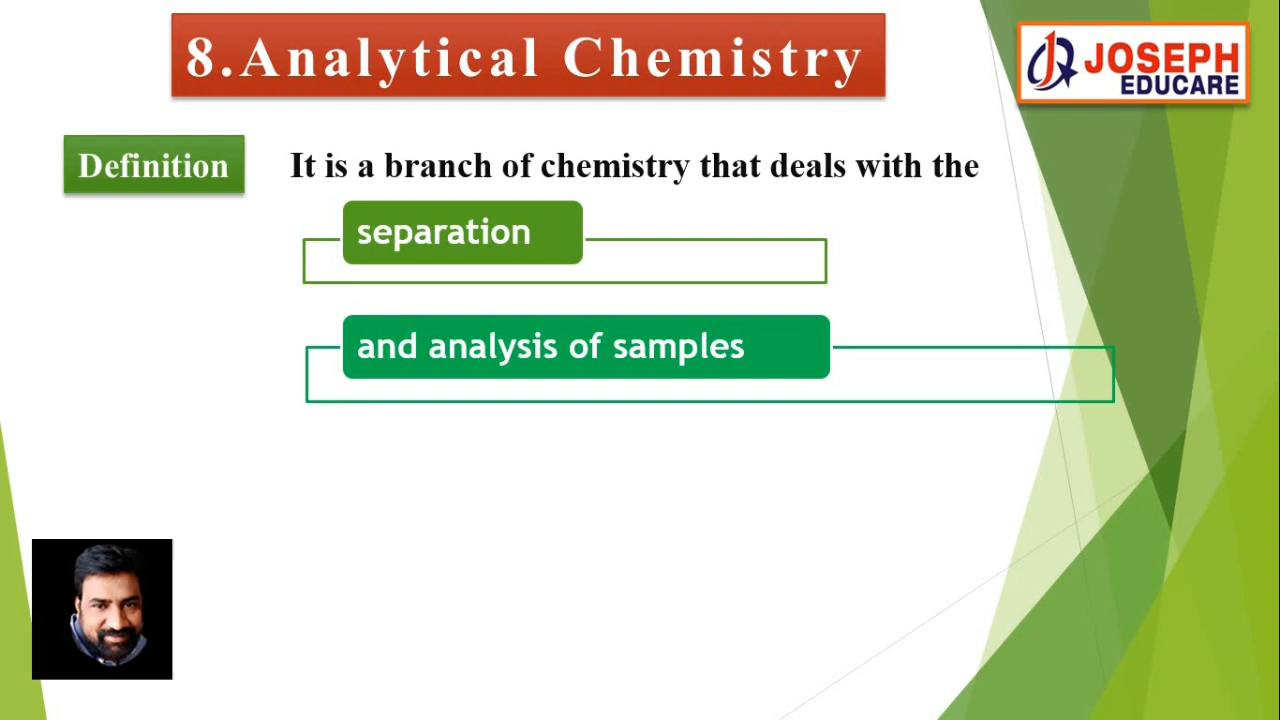 8.Analytical Chemistry
JOSEPH
EDUCARE
Definition
It is a branch of chemistry that deals with the
separation
and analysis of samples